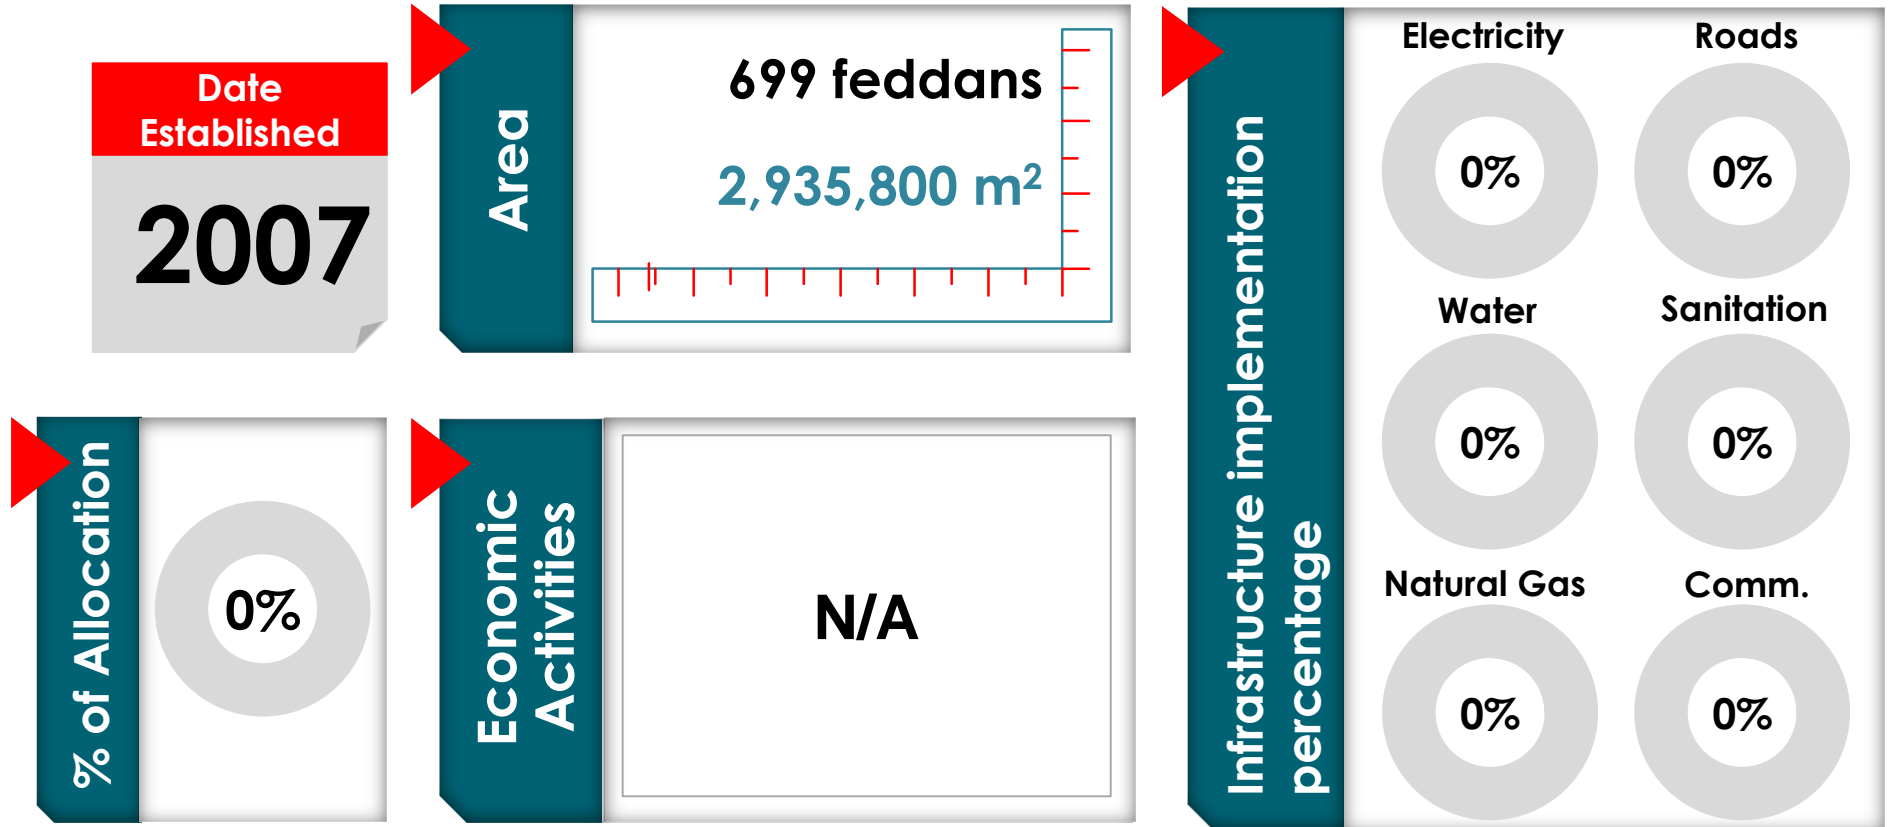 Date
Established
2007
Area
699 feddans
2,935,800 m²
% of Allocation
0%
Economic
Activities
N/A
Infrastructure implementation
percentage
Electricity
Roads
0%
0%
Water
Sanitation
0%
0%
Natural Gas
Comm.
0%
0%